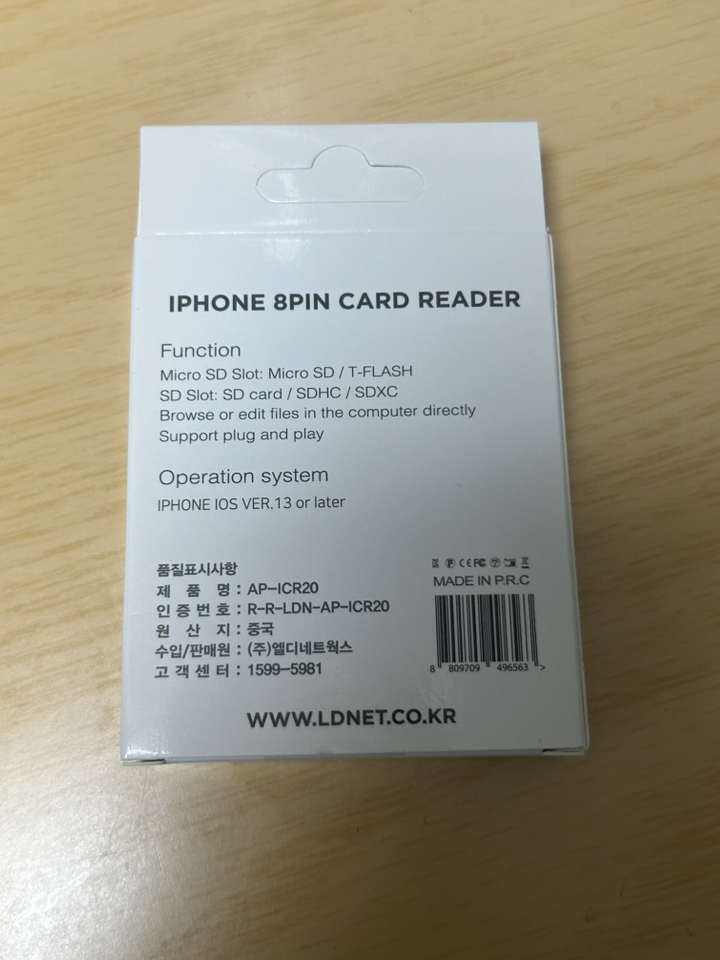 IPHONE 8PIN CARD READER
Function
Micro SD Slot: Micro SD / T-FLASH
SD Slot: SD card / SDHC / SDXC
Browse or edit files in the computer directly
Support plug and play
Operation system
IPHONE IOS VER.13 or later
품질표시사항
제 품 명 : AP-ICR20
인 증 번 호 : R-R-LDN-AP-ICR20
원 산 지 : 중국
수입/판매원 : (주)엘디네트웍스
고 객 센 터 : 1599-5981
CE FC
MADE IN P.R.C
8 809709 496563 >
WWW.LDNET.CO.KR